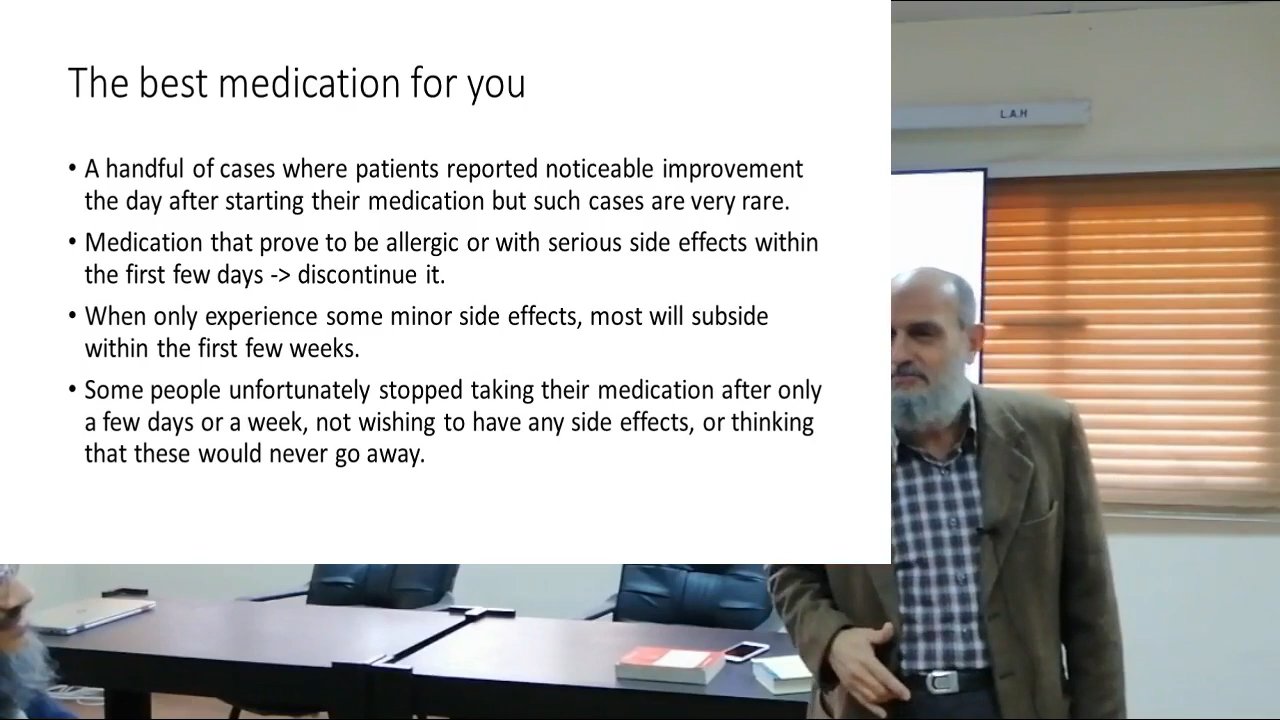 The best medication for you
• A handful of cases where patients reported noticeable improvement
the day after starting their medication but such cases are very rare.
• Medication that prove to be allergic or with serious side effects within
the first few days -> discontinue it.
• When only experience some minor side effects, most will subside
within the first few weeks.
• Some people unfortunately stopped taking their medication after only
a few days or a week, not wishing to have any side effects, or thinking
that these would never go away.
L.A.H